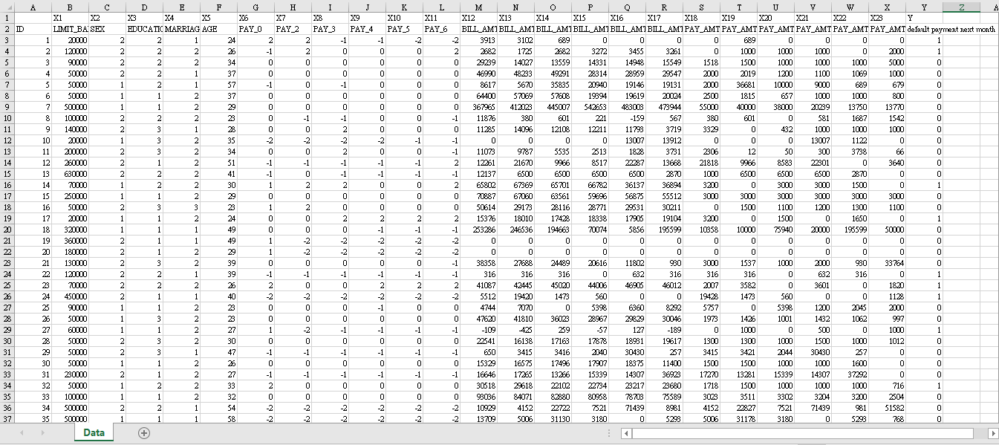 A B C D E F G H I J K L M N O P Q R S T U V W X Y Z
1 X1 X2 X3 X4 X5 X6 X7 X8 X9 X10 X11 X12 X13 X14 X15 X16 X17 X18 X19 X20 X21 X22 X23 Y
2 ID LIMIT_BA SEX EDUCATIO MARRIAG AGE PAY_0 PAY_2 PAY_3 PAY_4 PAY_5 PAY_6 BILL_AMT BILL_AMT BILL_AMT BILL_AMT BILL_AMT BILL_AMT PAY_AMT PAY_AMT PAY_AMT PAY_AMT PAY_AMT PAY_AMT default payment next month
3 1 20000 2 2 1 24 2 2 -1 -1 -2 -2 3913 3102 689 0 0 0 0 689 0 0 0 0 1
4 2 120000 2 2 2 26 -1 2 0 0 0 2 2682 1725 2682 3272 3455 3261 0 1000 1000 1000 0 2000 1
5 3 90000 2 2 2 34 0 0 0 0 0 0 29239 14027 13559 14331 14948 15549 1518 1500 1000 1000 1000 5000 0
6 4 50000 2 2 1 37 0 0 0 0 0 0 46990 48233 49291 28314 28959 29547 2000 2019 1200 1100 1069 1000 0
7 5 50000 1 2 1 57 -1 0 -1 0 0 0 8617 5670 35835 20940 19146 19131 2000 36681 10000 9000 689 679 0
8 6 50000 1 1 2 37 0 0 0 0 0 0 64400 57069 57608 19394 19619 20024 2500 1815 657 1000 1000 800 0
9 7 500000 1 1 2 29 0 0 0 0 0 0 367965 412023 445007 542653 483003 473944 55000 40000 38000 20239 13750 13770 0
10 8 100000 2 2 2 23 0 -1 -1 0 0 -1 11876 380 601 221 -159 567 380 601 0 581 1687 1542 0
11 9 140000 2 3 1 28 0 0 2 0 0 0 11285 14096 12108 12211 11793 3719 3329 0 432 1000 1000 1000 0
12 10 20000 1 3 2 35 -2 -2 -2 -2 -1 -1 0 0 0 0 13007 13912 0 0 0 13007 1122 0 0
13 11 200000 2 3 2 34 0 0 2 0 0 -1 11073 9787 5535 2513 1828 3731 2306 12 50 300 3738 66 0
14 12 260000 2 1 2 51 -1 -1 -1 -1 -1 2 12261 21670 9966 8517 22287 13668 21818 9966 8583 22301 0 3640 0
15 13 630000 2 2 2 41 -1 0 -1 -1 -1 -1 12137 6500 6500 6500 6500 2870 1000 6500 6500 6500 2870 0 0
16 14 70000 1 2 2 30 1 2 2 0 0 2 65802 67369 65701 66782 36137 36894 3200 0 3000 3000 1500 0 1
17 15 250000 1 1 2 29 0 0 0 0 0 0 70887 67060 63561 59696 56875 55512 3000 3000 3000 3000 3000 3000 0
18 16 50000 2 3 3 23 1 2 0 0 0 0 50614 29173 28116 28771 29531 30211 0 1500 1100 1200 1300 1100 0
19 17 20000 1 1 2 24 0 0 2 2 2 2 15376 18010 17428 18338 17905 19104 3200 0 1500 0 1650 0 1
20 18 320000 1 1 1 49 0 0 0 -1 -1 -1 253286 246536 194663 70074 5856 195599 10358 10000 75940 20000 195599 50000 0
21 19 360000 2 1 1 49 1 -2 -2 -2 -2 -2 0 0 0 0 0 0 0 0 0 0 0 0 0
22 20 180000 2 1 2 29 1 -2 -2 -2 -2 -2 0 0 0 0 0 0 0 0 0 0 0 0 0
23 21 130000 2 3 2 39 0 0 0 0 0 -1 38358 27688 24489 20616 11802 930 3000 1537 1000 2000 930 33764 0
24 22 120000 2 2 1 39 -1 -1 -1 -1 -1 -1 316 316 316 0 632 316 316 316 0 632 316 0 1
25 23 70000 2 2 2 26 2 0 0 2 2 2 41087 42445 45020 44006 46905 46012 2007 3582 0 3601 0 1820 1
26 24 450000 2 1 1 40 -2 -2 -2 -2 -2 -2 5512 19420 1473 560 0 0 19428 1473 560 0 0 1128 1
27 25 90000 1 1 2 23 0 0 0 -1 0 0 4744 7070 0 5398 6360 8292 5757 0 5398 1200 2045 2000 0
28 26 50000 1 3 2 23 0 0 0 0 0 0 47620 41810 36023 28967 29829 30046 1973 1426 1001 1432 1062 997 0
29 27 60000 1 1 2 27 1 -2 -1 -1 -1 -1 -109 -425 259 -57 127 -189 0 1000 0 500 0 1000 1
30 28 50000 2 3 2 30 0 0 0 0 0 0 22541 16138 17163 17878 18931 19617 1300 1300 1000 1500 1000 1012 0
31 29 50000 2 3 1 47 -1 -1 -1 -1 -1 -1 650 3415 3416 2040 30430 257 3415 3421 2044 30430 257 0 0
32 30 50000 1 1 2 26 0 0 0 0 0 0 15329 16575 17496 17907 18375 11400 1500 1500 1000 1000 1600 0 0
33 31 230000 2 1 2 27 -1 -1 -1 -1 -1 -1 16646 17265 13266 15339 14307 36923 17270 13281 15339 14307 37292 0 0
34 32 50000 1 2 2 33 2 0 0 0 0 0 30518 29618 22102 22734 23217 23680 1718 1500 1000 1000 1000 716 1
35 33 100000 1 1 2 32 0 0 0 0 0 0 93036 84071 82880 80958 78703 75589 3023 3511 3302 3204 3200 2504 0
36 34 500000 2 2 1 54 -2 -2 -2 -2 -2 -2 10929 4152 22722 7521 71439 8981 4152 22827 7521 71439 981 51582 0
37 35 500000 1 1 1 58 -2 -2 -2 -2 -2 -2 13709 5006 31130 3180 0 5293 5006 31178 3180 0 5293 768 0
Data